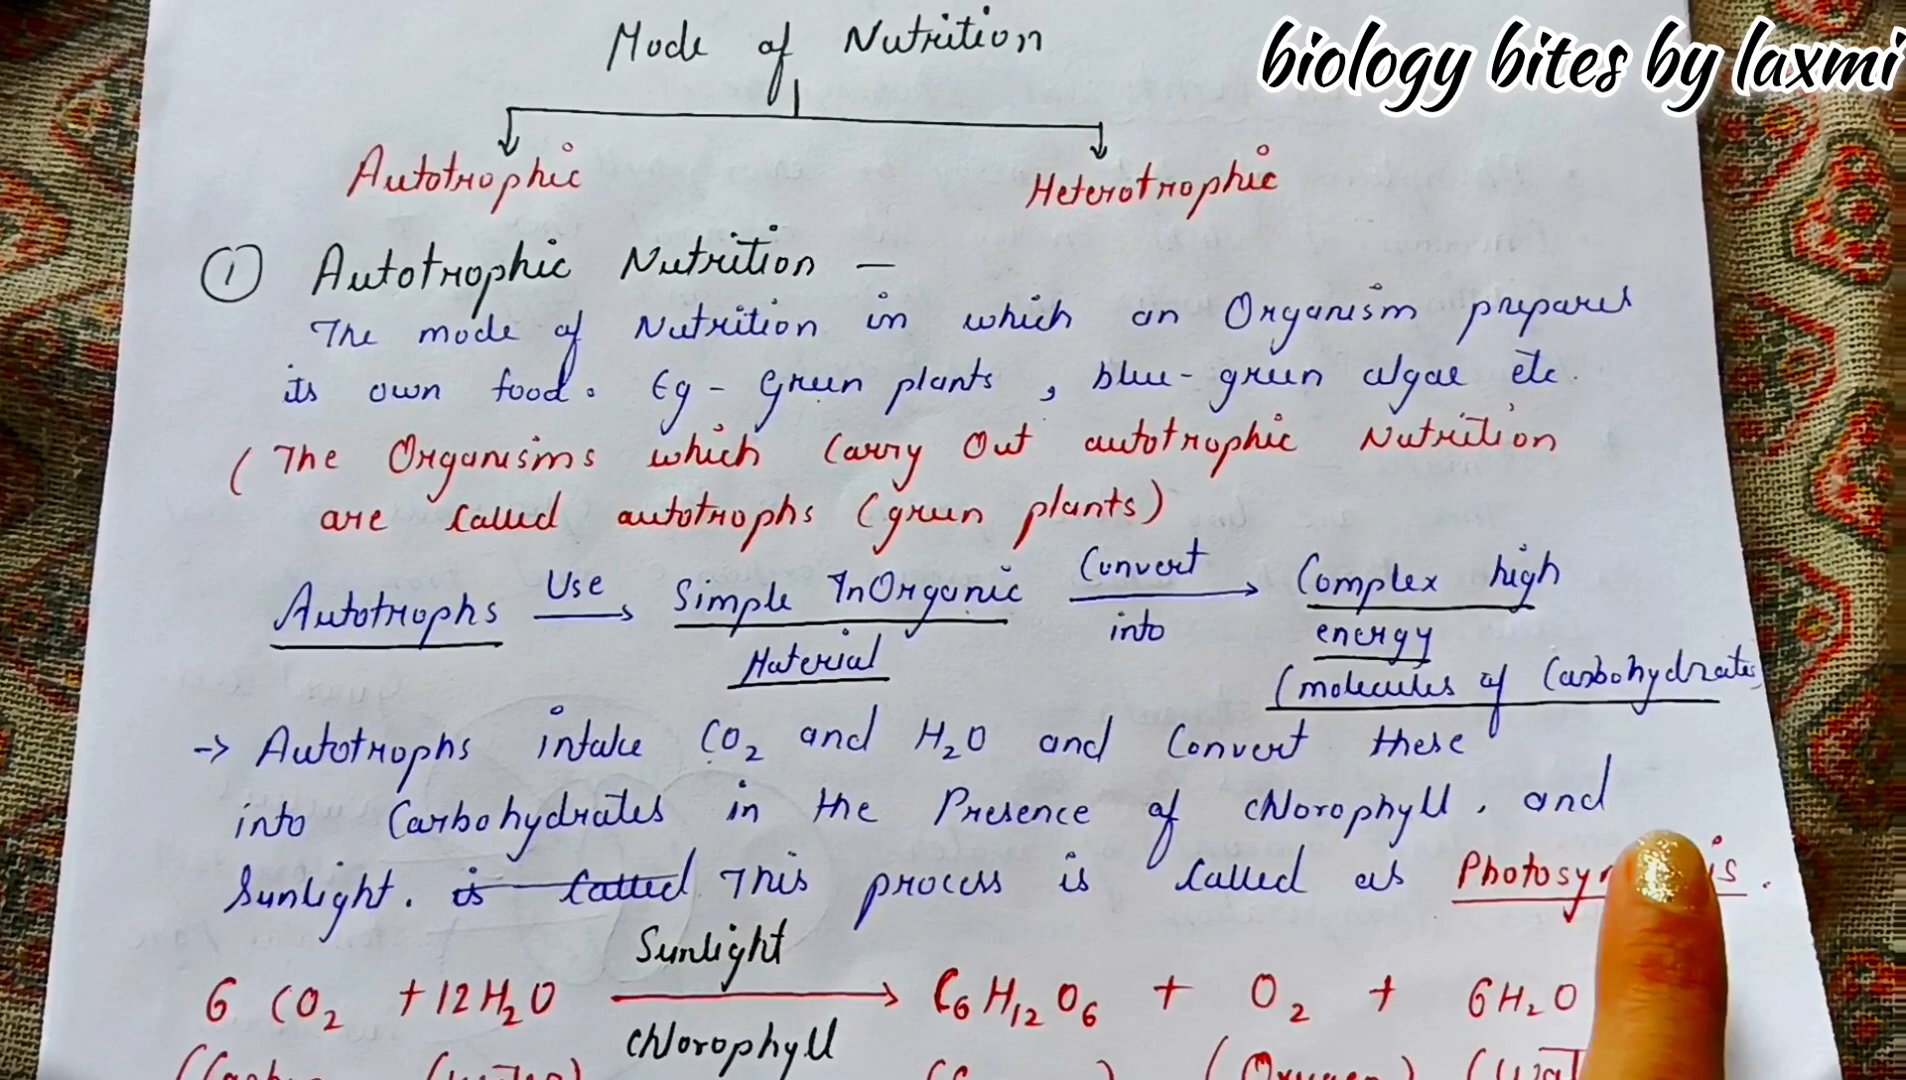 biology bites by laxmi
Mode of Nutrition
Autotrophic Heterotrophic
① Autotrophic Nutrition —
The mode of Nutrition in which an Organism prepares
its own food. Eg - Green plants , blue-green algae etc.
( The Organisms which Carry Out autotrophic Nutrition
are Called autotrophs (green plants)
Autotrophs Use → Simple InOrganic Convert → Complex high
Material into energy
(molecules of Carbohydrates
→ Autotrophs intake CO₂ and H₂O and Convert these
into Carbohydrates in the Presence of chlorophyll, and
Sunlight. is called This process is Called as
Sunlight
6 CO₂ + 12 H₂O → C₆ H₁₂ O₆ + O₂ + 6H₂O
chlorophyll